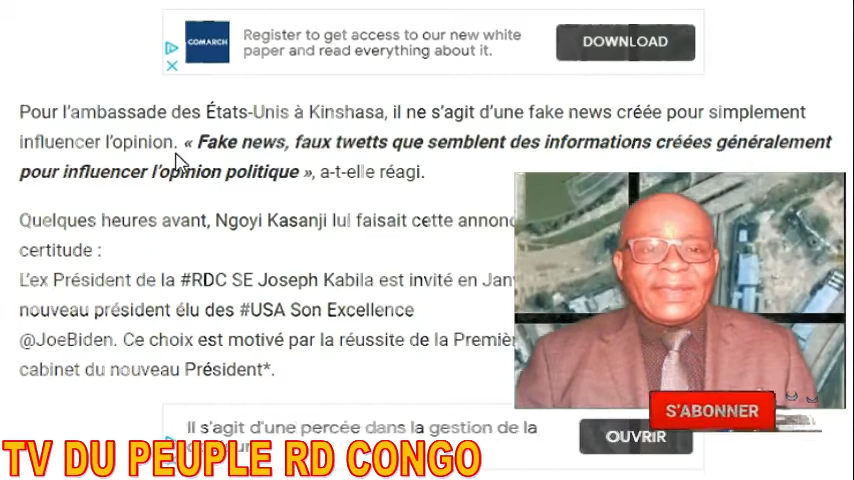 COMARCH
Register to get access to our new white
paper and read everything about it.
DOWNLOAD
Pour l'ambassade des États-Unis à Kinshasa, il ne s'agit d'une fake news créée pour simplement
influencer l'opinion. « Fake news, faux twetts que semblent des informations créées généralement
pour influencer l'opinion politique », a-t-elle réagi.
Quelques heures avant, Ngoyi Kasanji lui faisait cette annonc
certitude :
L'ex Président de la #RDC SE Joseph Kabila est invité en Janv
nouveau président élu des #USA Son Excellence
@JoeBiden. Ce choix est motivé par la réussite de la Premièr
cabinet du nouveau Président*.
S'ABONNER
Il s'agit d'une percée dans la gestion de la
OUVRIR
TV DU PEUPLE RD CONGO